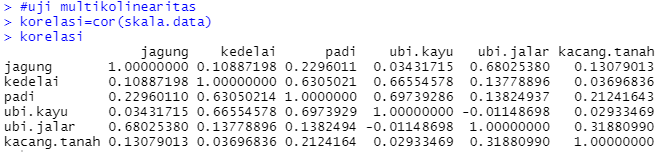 > #uji multikolinearitas
> korelasi=cor(skala.data)
> korelasi
jagung kedelai padi ubi.kayu ubi.jalar kacang.tanah
jagung 1.00000000 0.10887198 0.2296011 0.03431715 0.68025380 0.13079013
kedelai 0.10887198 1.00000000 0.6305021 0.66554578 0.13778896 0.03696836
padi 0.22960110 0.63050214 1.0000000 0.69739286 0.13824937 0.21241643
ubi.kayu 0.03431715 0.66554578 0.6973929 1.00000000 -0.01148698 0.02933469
ubi.jalar 0.68025380 0.13778896 0.1382494 -0.01148698 1.00000000 0.31880990
kacang.tanah 0.13079013 0.03696836 0.2124164 0.02933469 0.31880990 1.00000000